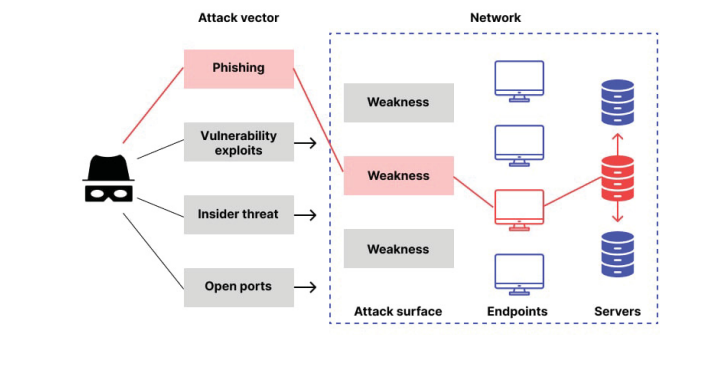 Attack vector
Network
Phishing
Weakness
Vulnerability
exploits
Weakness
Insider threat
Weakness
Open ports
Attack surface
Endpoints
Servers